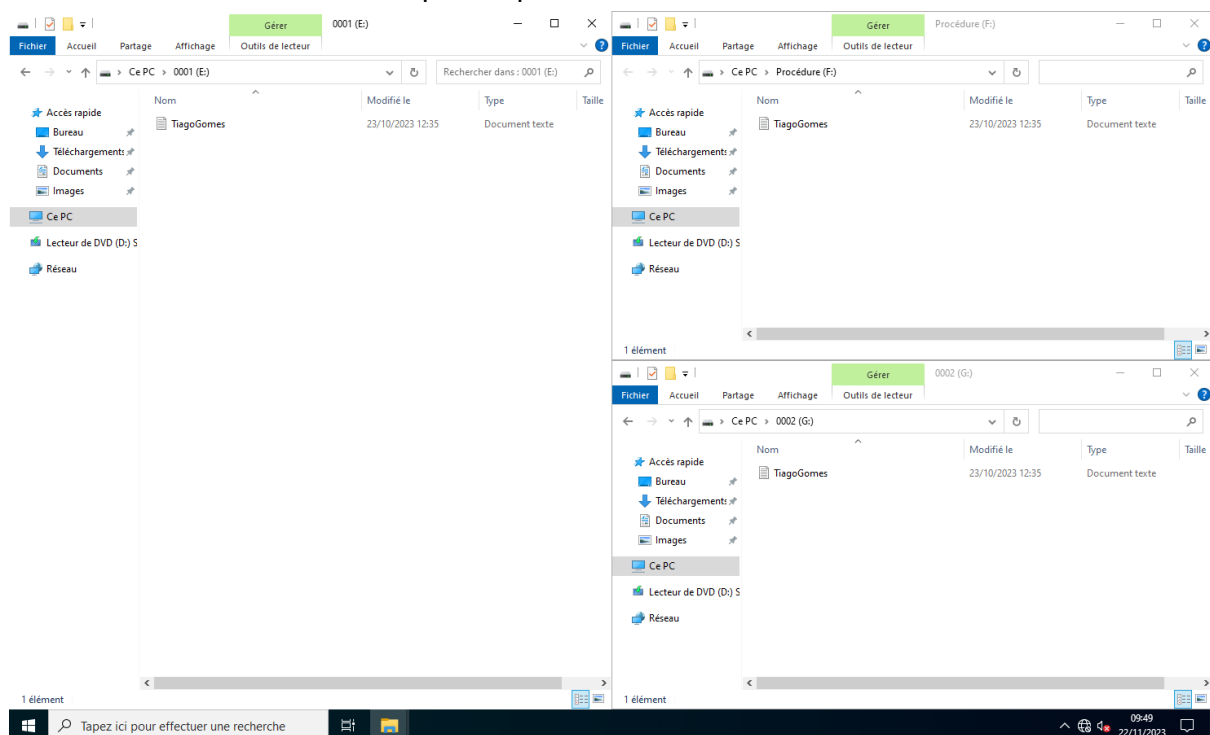 Gérer
0001 (E:)
Fichier Accueil Partage Affichage Outils de lecteur
Ce PC > 0001 (E:)
Rechercher dans : 0001 (E:)
Nom Modifié le Type Taille
TiagoGomes 23/10/2023 12:35 Document texte
Accès rapide
Bureau
Téléchargements
Documents
Images
Ce PC
Lecteur de DVD (D:) S
Réseau
1 élément
Gérer
Procédure (F:)
Fichier Accueil Partage Affichage Outils de lecteur
Ce PC > Procédure (F:)
Nom Modifié le Type Taille
TiagoGomes 23/10/2023 12:35 Document texte
Accès rapide
Bureau
Téléchargements
Documents
Images
Ce PC
Lecteur de DVD (D:) S
Réseau
1 élément
Gérer
0002 (G:)
Fichier Accueil Partage Affichage Outils de lecteur
Ce PC > 0002 (G:)
Nom Modifié le Type Taille
TiagoGomes 23/10/2023 12:35 Document texte
Accès rapide
Bureau
Téléchargements
Documents
Images
Ce PC
Lecteur de DVD (D:) S
Réseau
1 élément
Tapez ici pour effectuer une recherche
09:49
22/11/2023